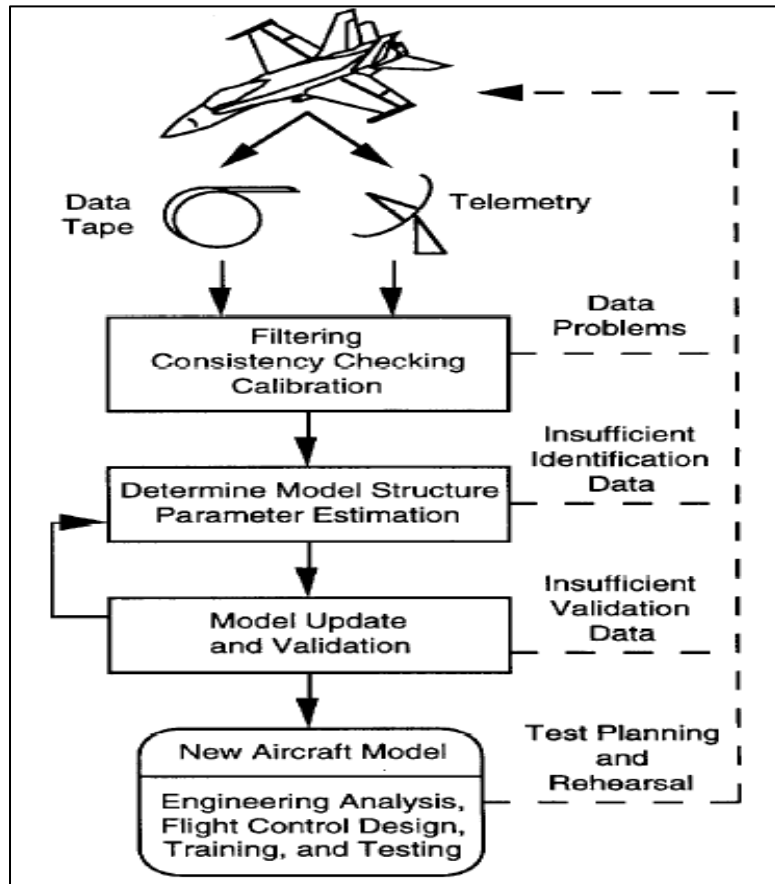 Data
Tape
Telemetry
Filtering
Consistency Checking
Calibration
Data
Problems
Determine Model Structure
Parameter Estimation
Insufficient
Identification
Data
Model Update
and Validation
Insufficient
Validation
Data
New Aircraft Model
Engineering Analysis,
Flight Control Design,
Training, and Testing
Test Planning
and
Rehearsal